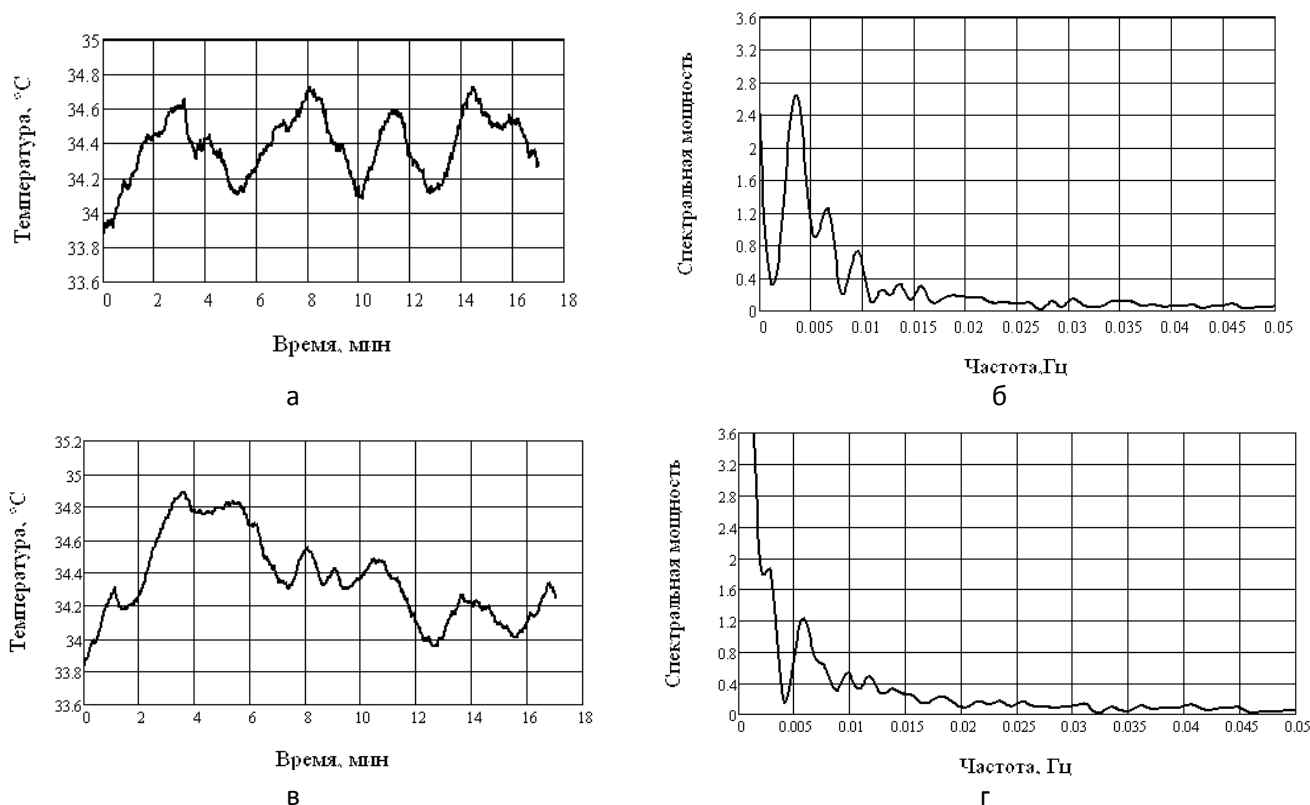 35
34.8
34.6
34.4
34.2
34
33.8
33.6
Температура, °C
0 2 4 6 8 10 12 14 16 18
Время, мин
а
3.6
3.2
2.8
2.4
2
1.6
1.2
0.8
0.4
0
Спектральная мощность
0 0.005 0.01 0.015 0.02 0.025 0.03 0.035 0.04 0.045 0.05
Частота,Гц
б
35.2
35
34.8
34.6
34.4
34.2
34
33.8
33.6
Температура, °C
0 2 4 6 8 10 12 14 16 18
Время, мин
в
3.6
3.2
2.8
2.4
2
1.6
1.2
0.8
0.4
0
Спектральная мощность
0 0.005 0.01 0.015 0.02 0.025 0.03 0.035 0.04 0.045 0.05
Частота, Гц
г